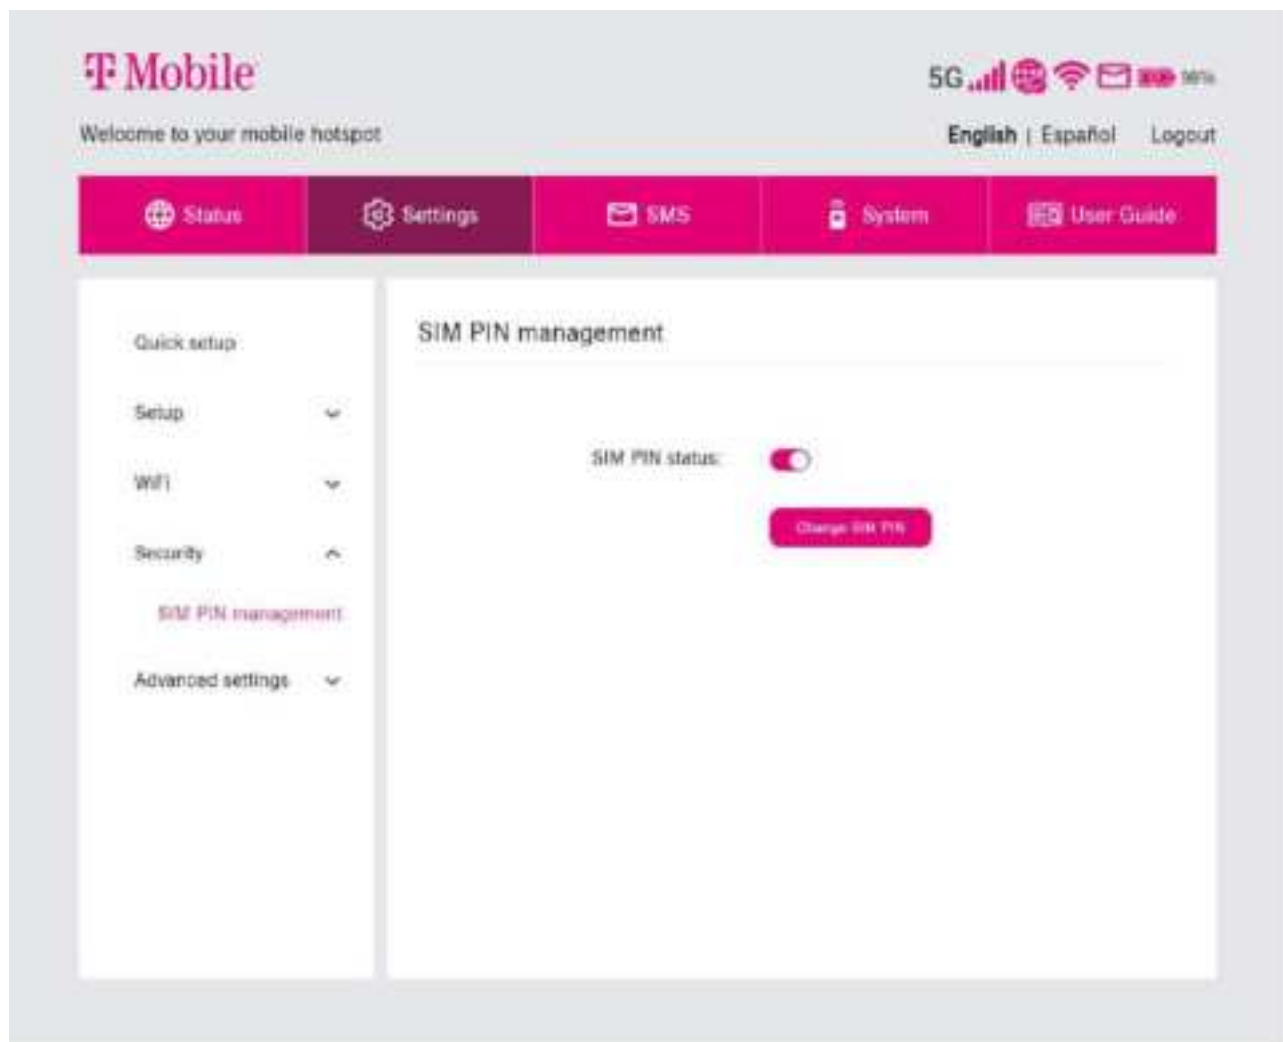 T Mobile
5G 98%
Welcome to your mobile hotspot
English | Español Logout
Status Settings SMS System User Guide
SIM PIN management
Quick setup
Setup
SIM PIN status:
WiFi
Change SIM PIN
Security
SIM PIN management
Advanced settings